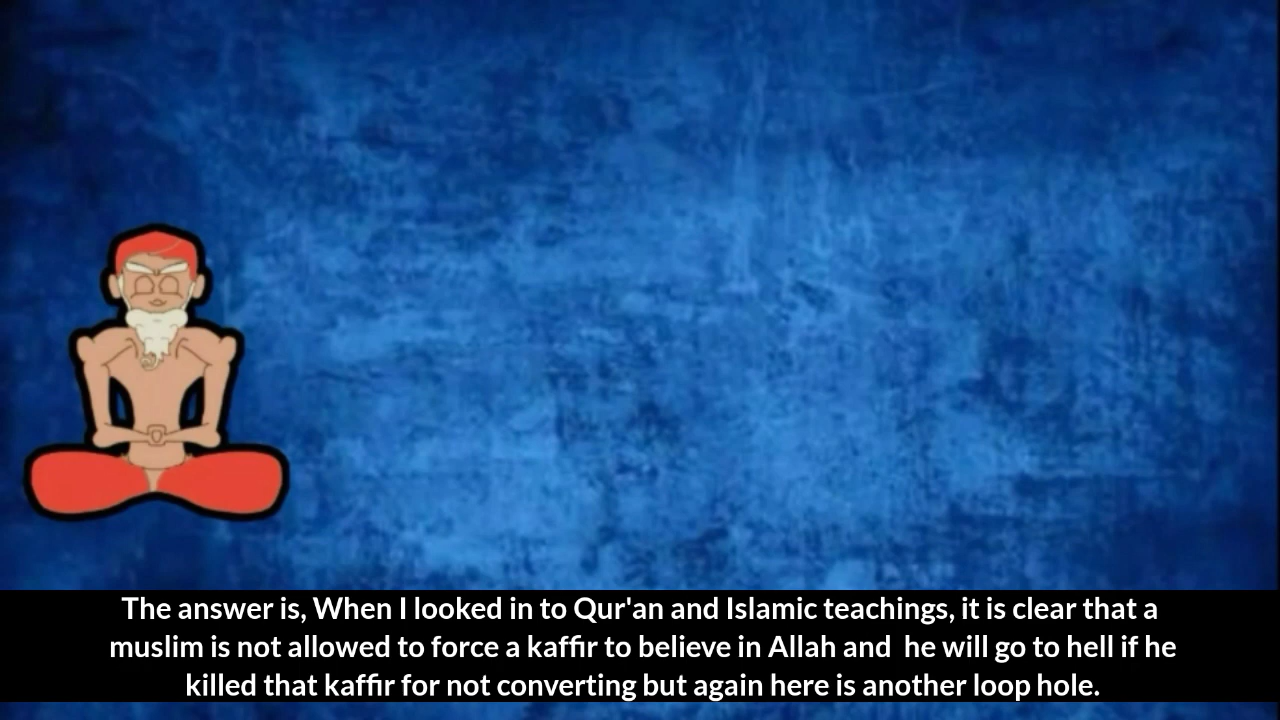 The answer is, When I looked in to Qur'an and Islamic teachings, it is clear that a
muslim is not allowed to force a kaffir to believe in Allah and  he will go to hell if he
killed that kaffir for not converting but again here is another loop hole.